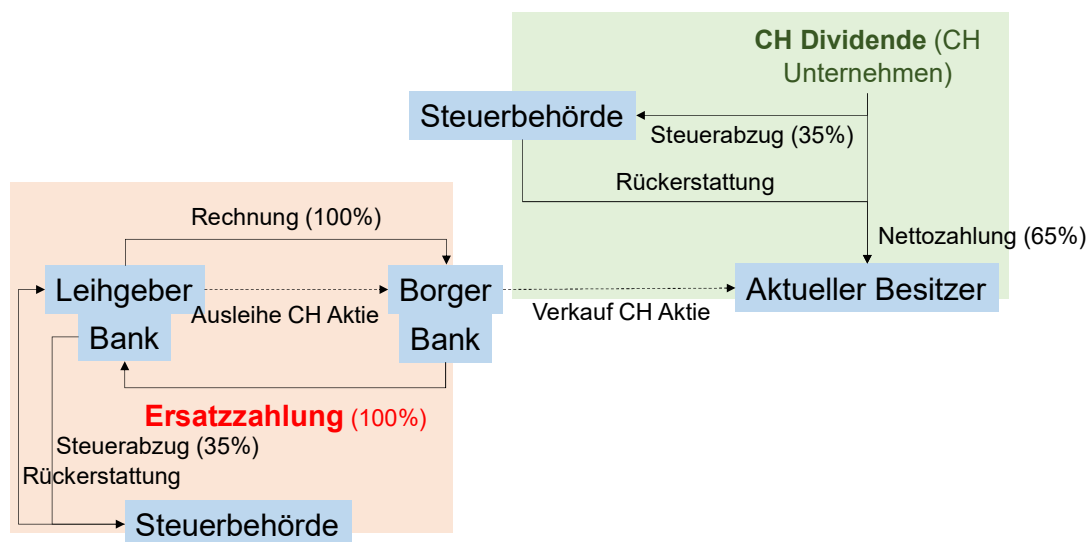 CH Dividende (CH
Unternehmen)
Steuerbehörde
Steuerabzug (35%)
Rückerstattung
Rechnung (100%)
Nettozahlung (65%)
Leihgeber
Borger
Aktueller Besitzer
Ausleihe CH Aktie
Verkauf CH Aktie
Bank
Bank
Ersatzzahlung (100%)
Steuerabzug (35%)
Rückerstattung
Steuerbehörde